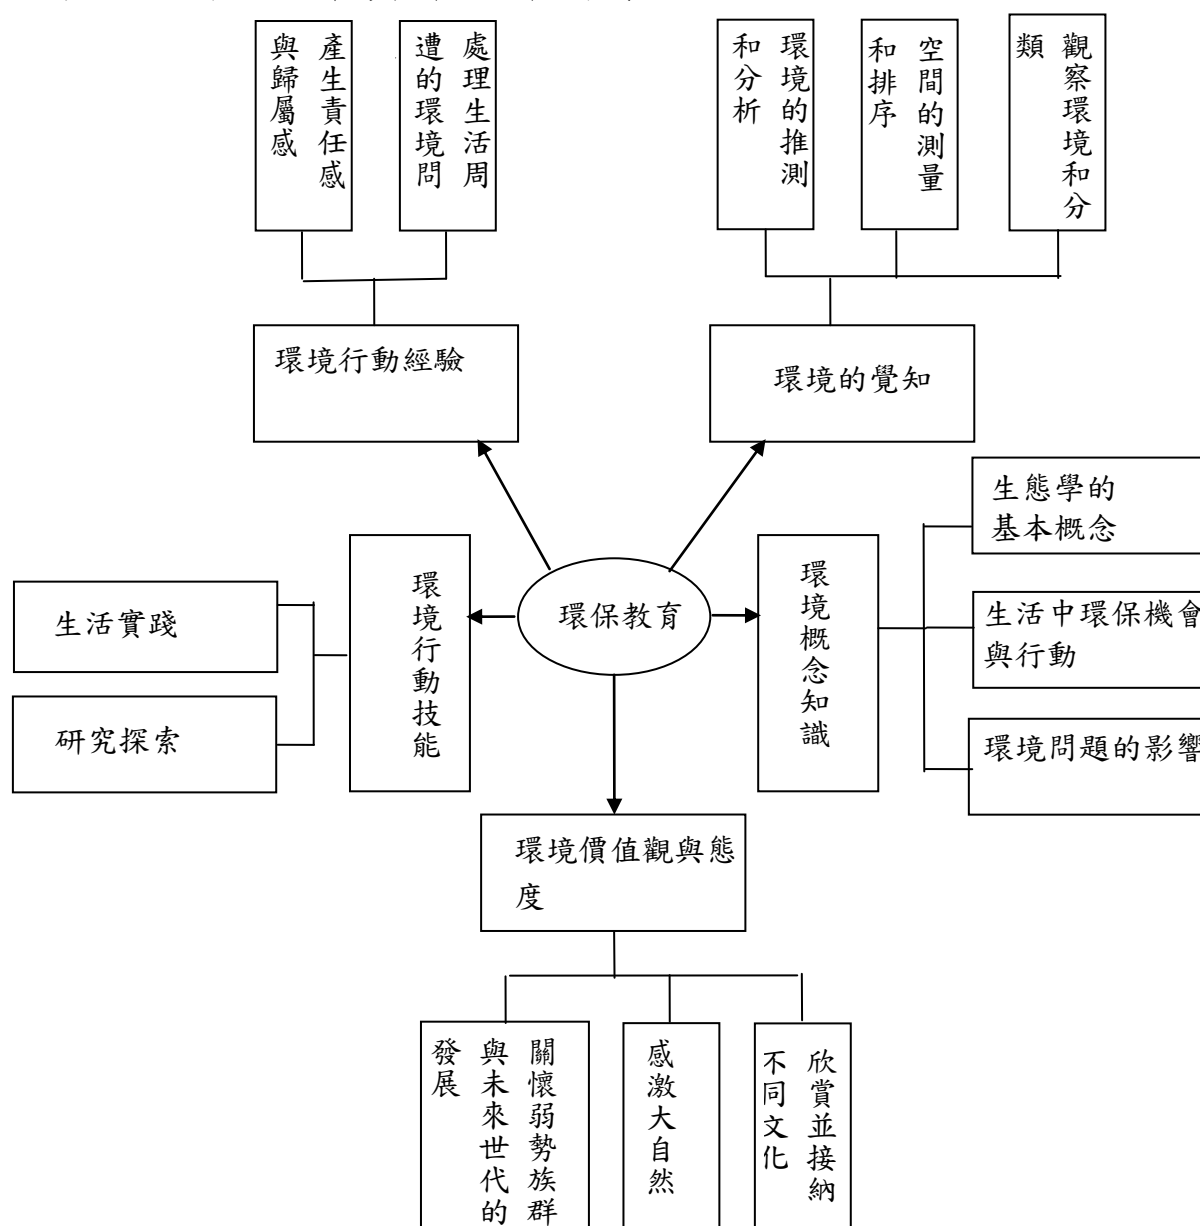 產生責任感
與歸屬感
處理生活周
遭的環境問
環境的推測
和分析
空間的測量
和排序
觀察環境和分
類
環境行動經驗
環境的覺知
生態學的
基本概念
環境行動技能
環保教育
環境概念知識
生活實踐
生活中環保機會
與行動
研究探索
環境問題的影響
環境價值觀與態
度
關懷弱勢族群
與未來世代的
發展
感激大自然
欣賞並接納
不同文化